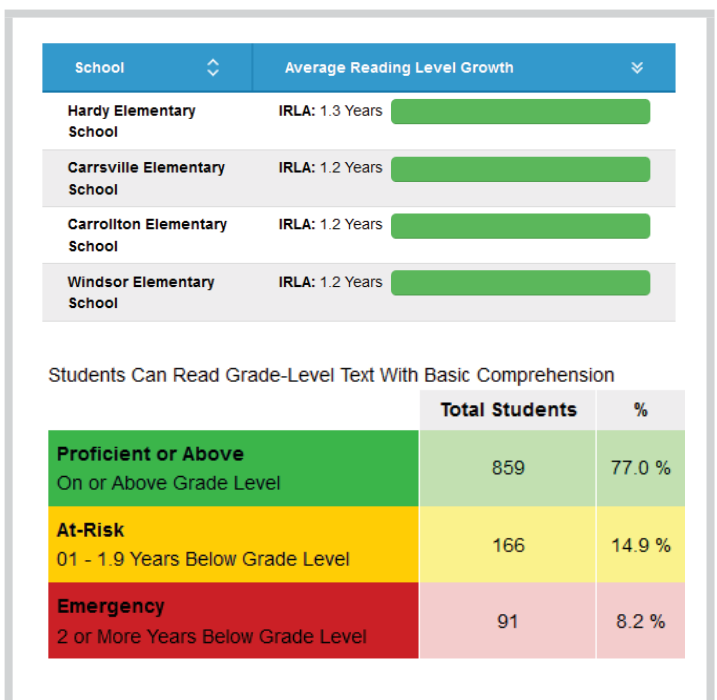 School Average Reading Level Growth
Hardy Elementary IRLA: 1.3 Years
School
Carrsville Elementary IRLA: 1.2 Years
School
Carrollton Elementary IRLA: 1.2 Years
School
Windsor Elementary IRLA: 1.2 Years
School
Students Can Read Grade-Level Text With Basic Comprehension
Total Students %
Proficient or Above
On or Above Grade Level 859 77.0 %
At-Risk
01 - 1.9 Years Below Grade Level 166 14.9 %
Emergency
2 or More Years Below Grade Level 91 8.2 %